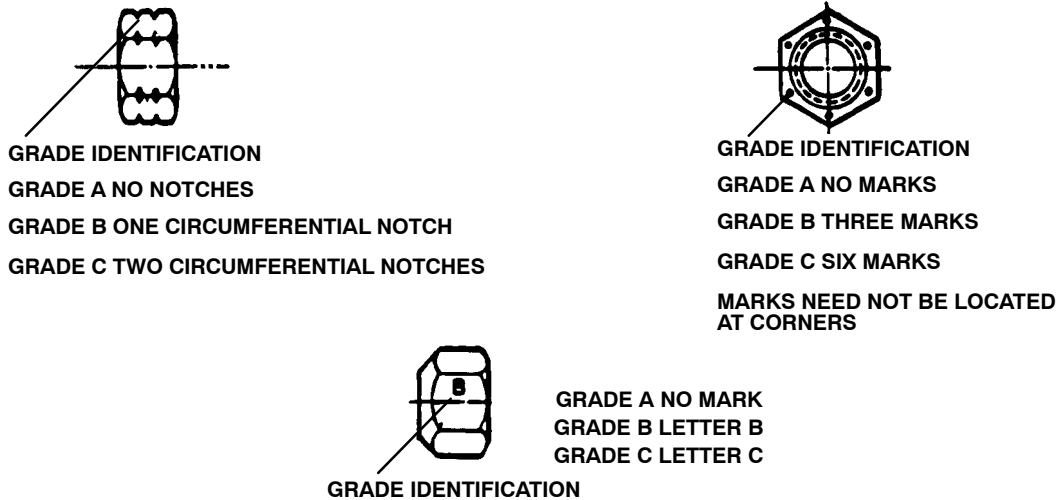 GRADE IDENTIFICATION
GRADE A NO NOTCHES
GRADE B ONE CIRCUMFERENTIAL NOTCH
GRADE C TWO CIRCUMFERENTIAL NOTCHES
GRADE IDENTIFICATION
GRADE A NO MARKS
GRADE B THREE MARKS
GRADE C SIX MARKS
MARKS NEED NOT BE LOCATED
AT CORNERS
B
GRADE A NO MARK
GRADE B LETTER B
GRADE C LETTER C
GRADE IDENTIFICATION